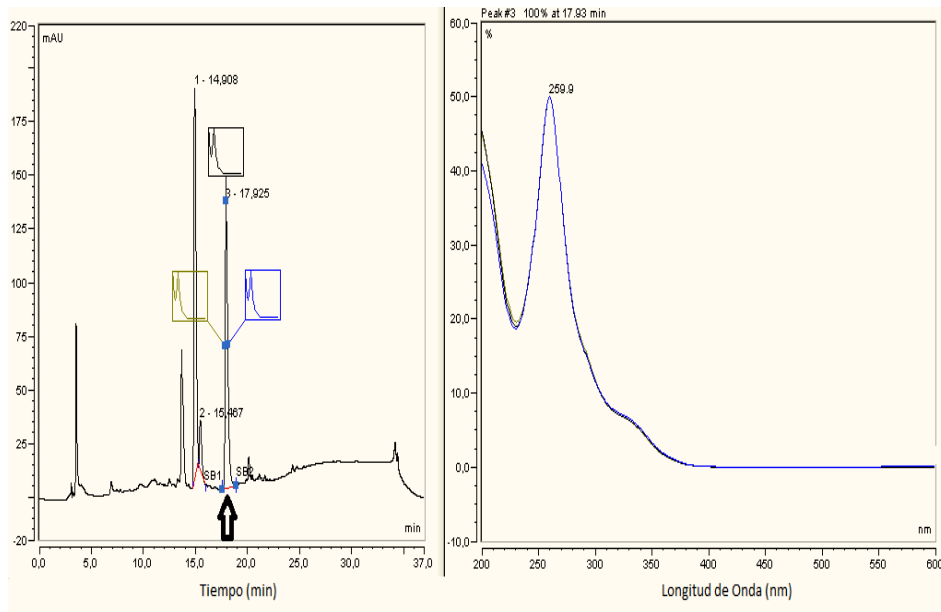 220
mAU
175
150
125
100
75
50
25
-20
1 - 14,908
3 - 17,925
2 - 15,467
SB1
SB2
min
0,0 5,0 10,0 15,0 20,0 25,0 30,0 37,0
Tiempo (min)
Peak #3 100% at 17.93 min
60,0
%
50,0
40,0
30,0
20,0
10,0
0,0
-10,0
259.9
nm
200 250 300 350 400 450 500 550 600
Longitud de Onda (nm)